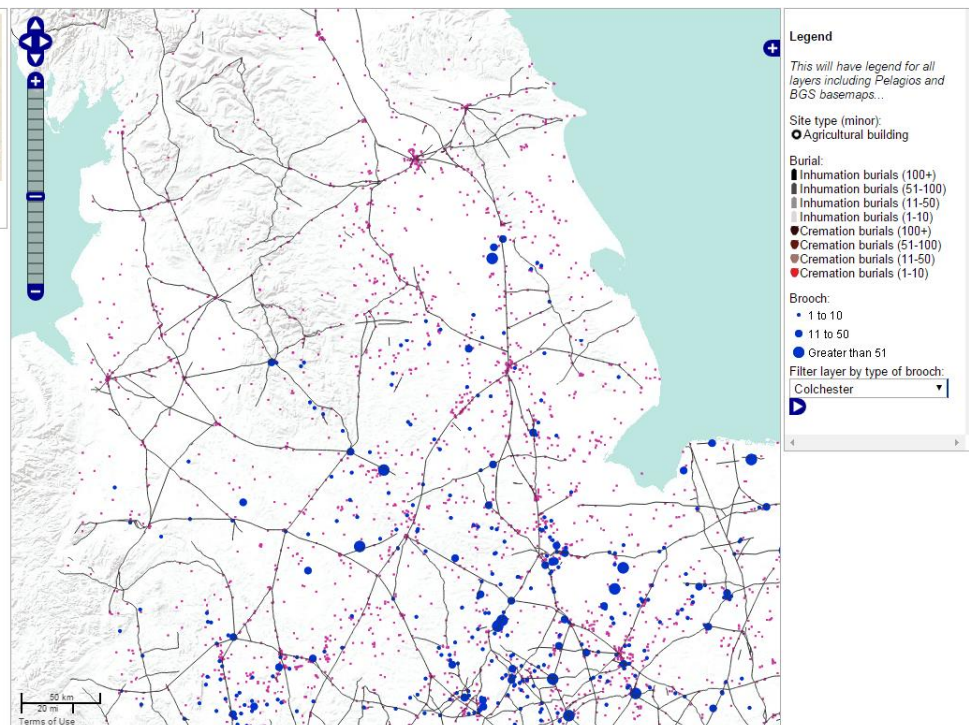 Legend
This will have legend for all
layers including Pelagios and
BGS basemaps...
Site type (minor):
Agricultural building
Burial:
Inhumation burials (100+)
Inhumation burials (51-100)
Inhumation burials (11-50)
Inhumation burials (1-10)
Cremation burials (100+)
Cremation burials (51-100)
Cremation burials (11-50)
Cremation burials (1-10)
Brooch:
1 to 10
11 to 50
Greater than 51
Filter layer by type of brooch:
Colchester
50 km
20 mi
Terms of Use